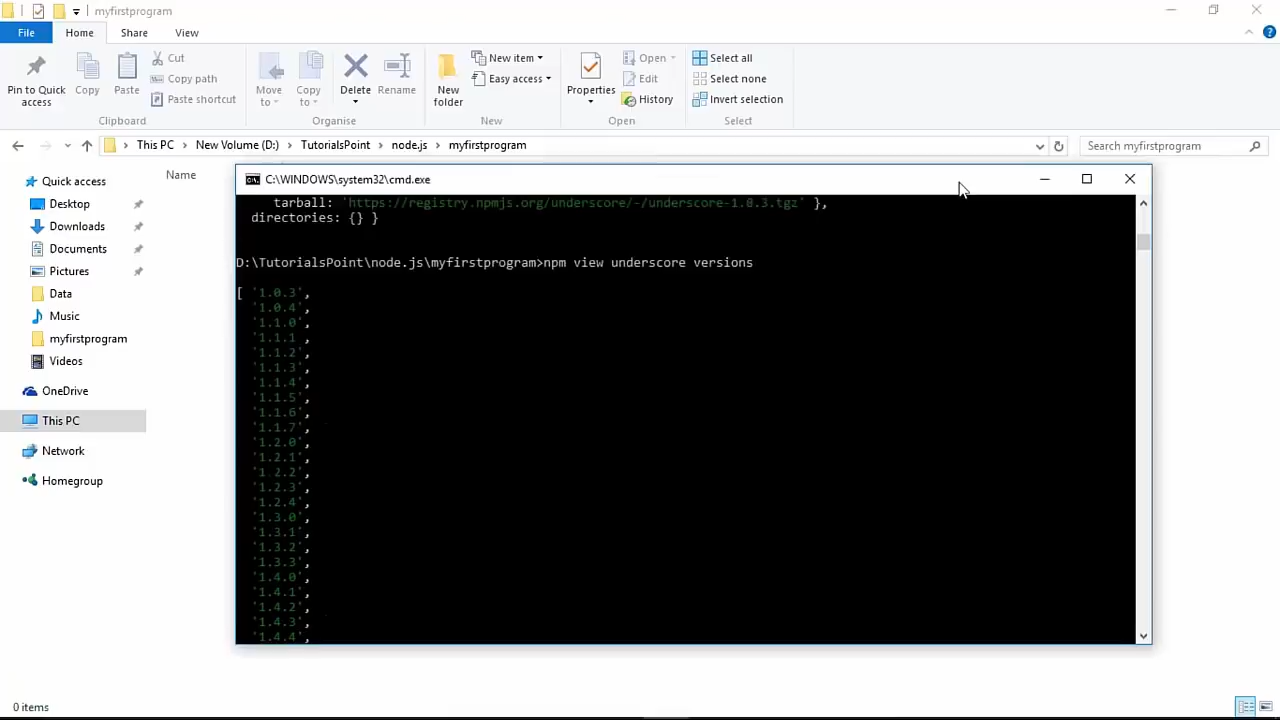 myfirstprogram
File
Home
Share
View
Pin to Quick access
Copy
Paste
Cut
Copy path
Paste shortcut
Clipboard
Move to
Copy to
Delete
Rename
Organise
New folder
New item
Easy access
New
Properties
Open
Edit
History
Open
Select all
Select none
Invert selection
Select
This PC
New Volume (D:)
TutorialsPoint
node.js
myfirstprogram
Search myfirstprogram
Quick access
Desktop
Downloads
Documents
Pictures
Data
Music
myfirstprogram
Videos
OneDrive
This PC
Network
Homegroup
Name
C:\WINDOWS\system32\cmd.exe
tarball: 'https://registry.npmjs.org/underscore/-/underscore-1.8.3.tgz' },
directories: {} }
D:\TutorialsPoint\node.js\myfirstprogram>npm view underscore versions
[ '1.0.3',
'1.0.4',
'1.1.0',
'1.1.1',
'1.1.2',
'1.1.3',
'1.1.4',
'1.1.5',
'1.1.6',
'1.1.7',
'1.2.0',
'1.2.1',
'1.2.2',
'1.2.3',
'1.2.4',
'1.3.0',
'1.3.1',
'1.3.2',
'1.3.3',
'1.4.0',
'1.4.1',
'1.4.2',
'1.4.3',
'1.4.4',
0 items